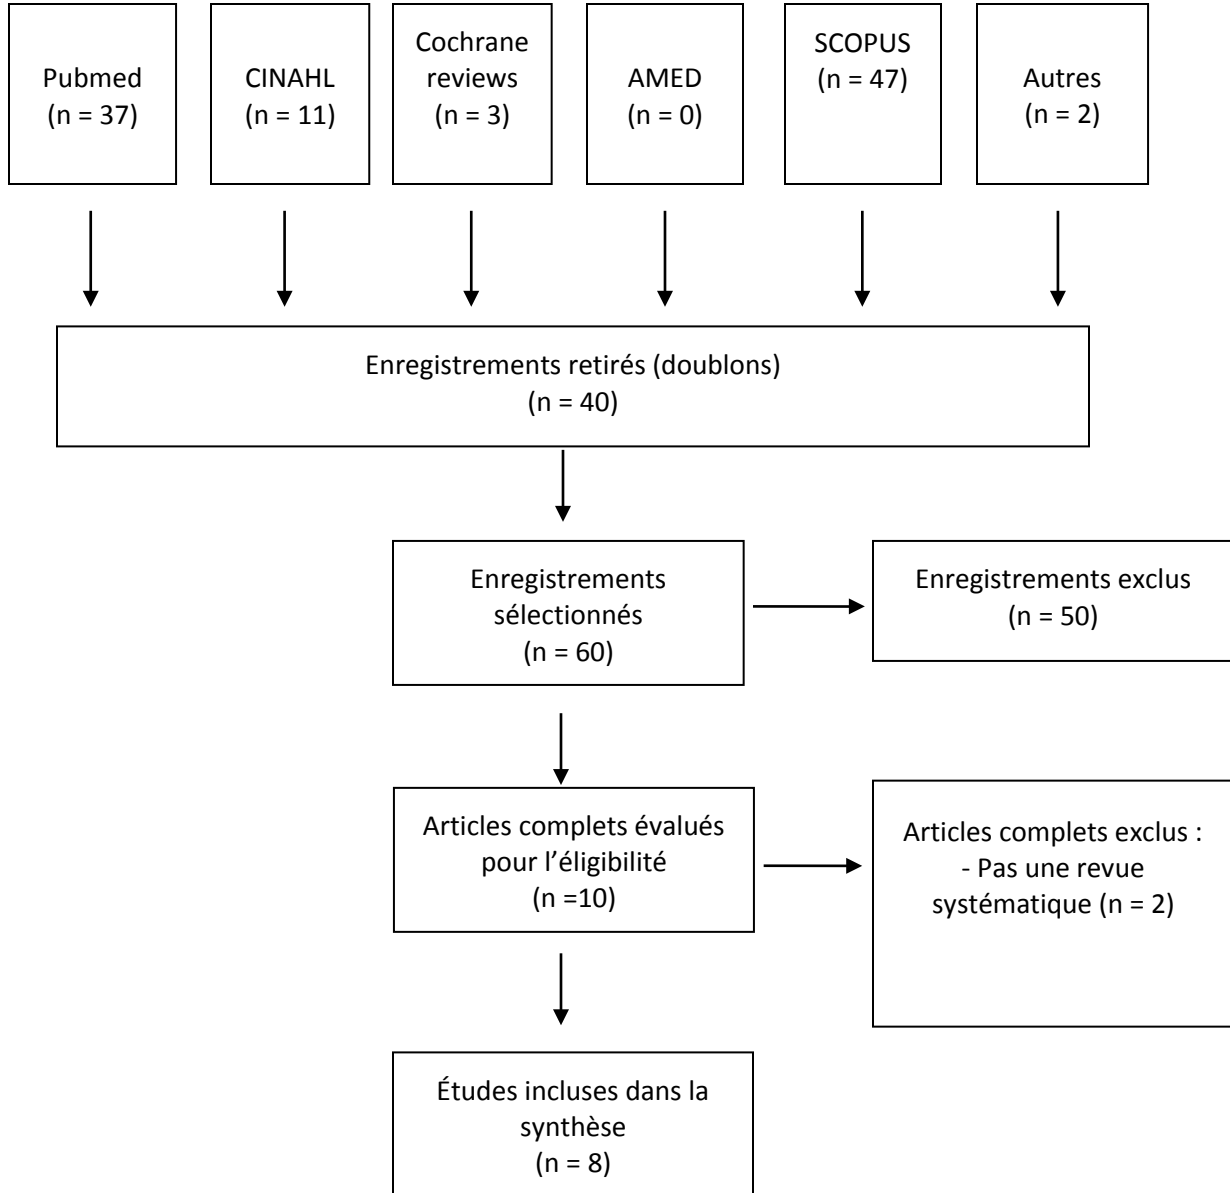 Pubmed
(n = 37)
CINAHL
(n = 11)
Cochrane
reviews
(n = 3)
AMED
(n = 0)
SCOPUS
(n = 47)
Autres
(n = 2)
Enregistrements retirés (doublons)
(n = 40)
Enregistrements
sélectionnés
(n = 60)
Enregistrements exclus
(n = 50)
Articles complets évalués
pour l’éligibilité
(n =10)
Articles complets exclus :
- Pas une revue
systématique (n = 2)
Études incluses dans la
synthèse
(n = 8)